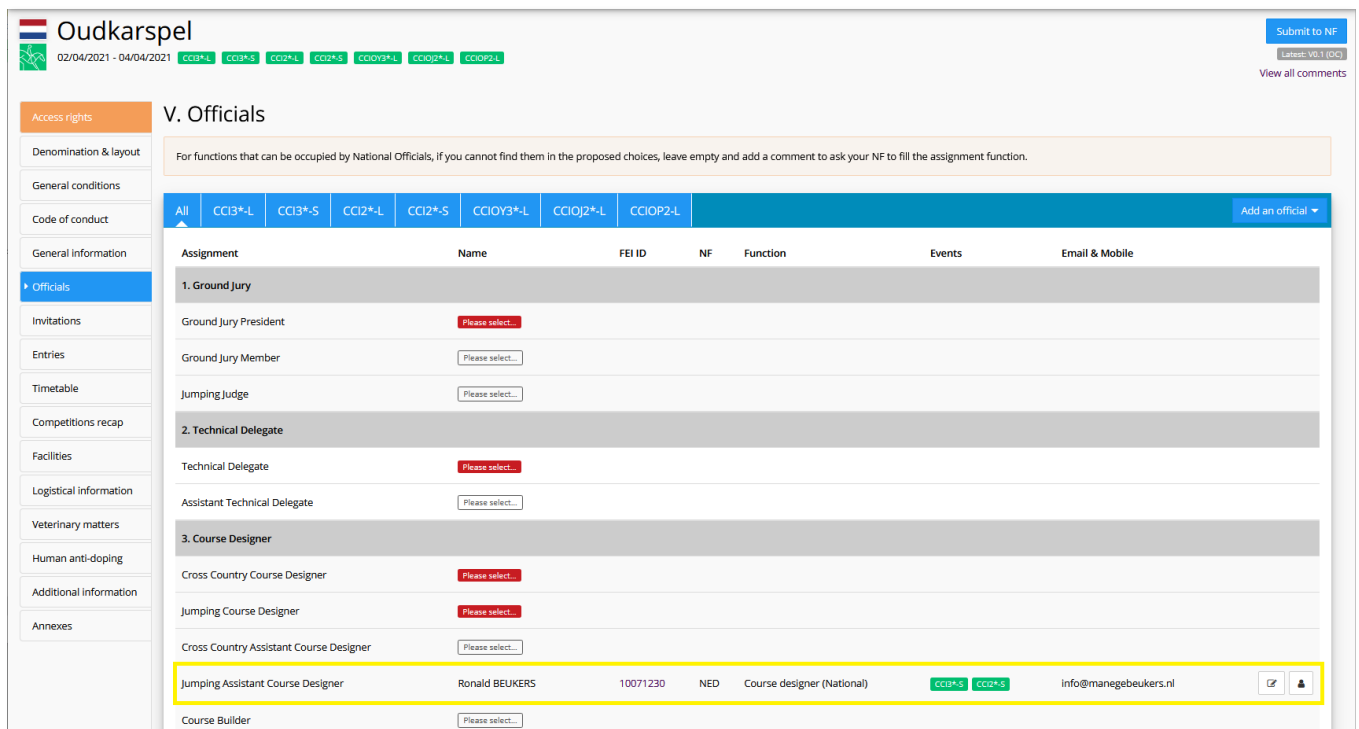 Oudkarspel
Submit to NF
02/04/2021 - 04/04/2021 CCI3*-L CCI3*-S CCI2*-L CCI2*-S CCIOY3*-L CCIOJ2*-L CCIOP2-L
Latest: V0.1 (OC)
View all comments
Access rights
Denomination & layout
General conditions
Code of conduct
General information
Officials
Invitations
Entries
Timetable
Competitions recap
Facilities
Logistical information
Veterinary matters
Human anti-doping
Additional information
Annexes
V. Officials
For functions that can be occupied by National Officials, if you cannot find them in the proposed choices, leave empty and add a comment to ask your NF to fill the assignment function.
All CCI3*-L CCI3*-S CCI2*-L CCI2*-S CCIOY3*-L CCIOJ2*-L CCIOP2-L Add an official
Assignment Name FEI ID NF Function Events Email & Mobile
1. Ground Jury
Ground Jury President Please select...
Ground Jury Member Please select...
Jumping Judge Please select...
2. Technical Delegate
Technical Delegate Please select...
Assistant Technical Delegate Please select...
3. Course Designer
Cross Country Course Designer Please select...
Jumping Course Designer Please select...
Cross Country Assistant Course Designer Please select...
Jumping Assistant Course Designer Ronald BEUKERS 10071230 NED Course designer (National) CCI3*-S CCI2*-S info@manegebeukers.nl
Course Builder Please select...